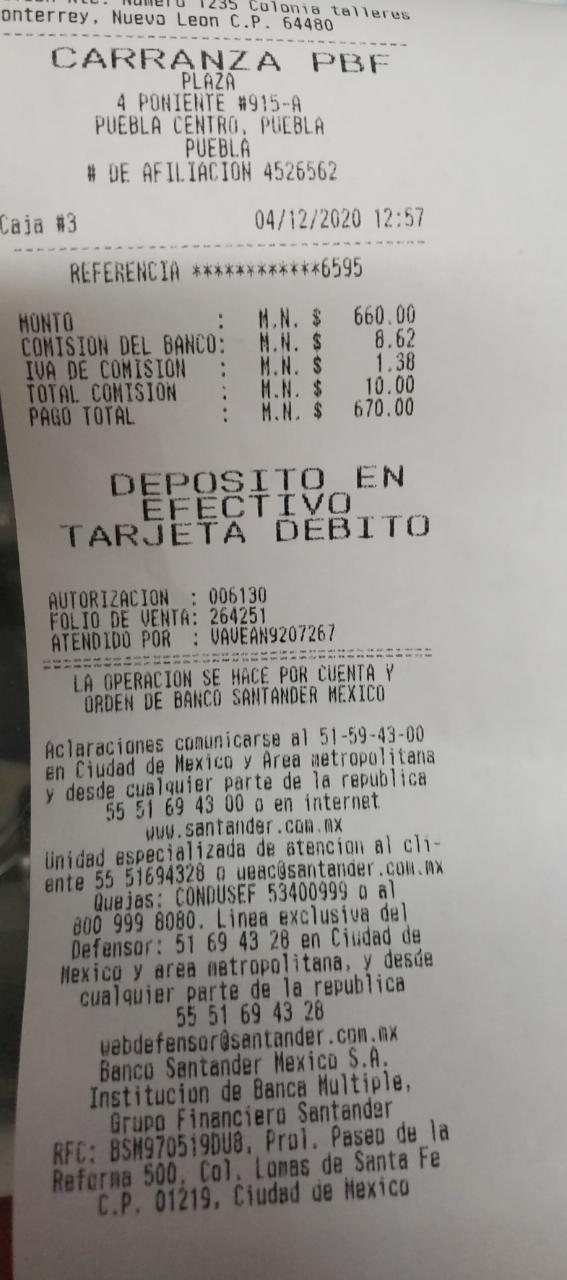 Numero 1235 Colonia talleres
onterrey, Nuevo Leon C.P. 64480
CARRANZA PBF
PLAZA
4 PONIENTE #915-A
PUEBLA CENTRO, PUEBLA
PUEBLA
# DE AFILIACION 4526562
Caja #3 04/12/2020 12:57
REFERENCIA ************6595
MONTO : M.N. $ 660.00
COMISION DEL BANCO: M.N. $ 8.62
IVA DE COMISION : M.N. $ 1.38
TOTAL COMISION : M.N. $ 10.00
PAGO TOTAL : M.N. $ 670.00
DEPOSITO EN
EFECTIVO
TARJETA DEBITO
AUTORIZACION : 006130
FOLIO DE VENTA: 264251
ATENDIDO POR : VAVEAN9207267
LA OPERACION SE HACE POR CUENTA Y
ORDEN DE BANCO SANTANDER MEXICO
Aclaraciones comunicarse al 51-59-43-00
en Ciudad de Mexico y Area metropolitana
y desde cualquier parte de la republica
55 51 69 43 00 o en internet
www.santander.com.mx
Unidad especializada de atencion al cli-
ente 55 51694328 o ueac@santander.com.mx
Quejas: CONDUSEF 53400999 o al
800 999 8080. Linea exclusiva del
Defensor: 51 69 43 28 en Ciudad de
Mexico y area metropolitana, y desde
cualquier parte de la republica
55 51 69 43 28
webdefensor@santander.com.mx
Banco Santander Mexico S.A.
Institucion de Banca Multiple,
Grupo Financiero Santander
RFC: BSM970519DU8, Prol. Paseo de la
Reforma 500, Col. Lomas de Santa Fe
C.P. 01219, Ciudad de Mexico